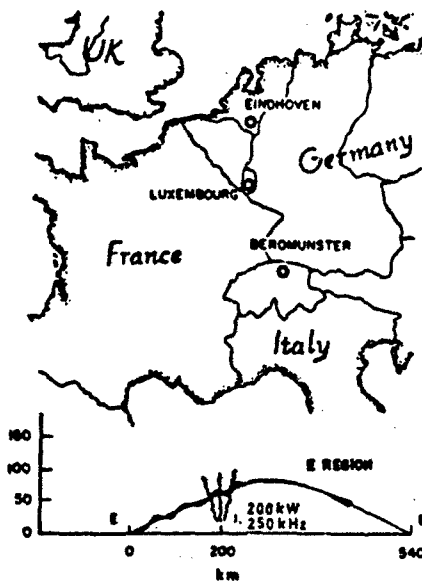 UK
EINDHOVEN
Germany
LUXEMBOURG
BEROMUNSTER
France
Italy
150
100
50
0
E REGION
E
200 kW
250 kHz
0
200
540
km